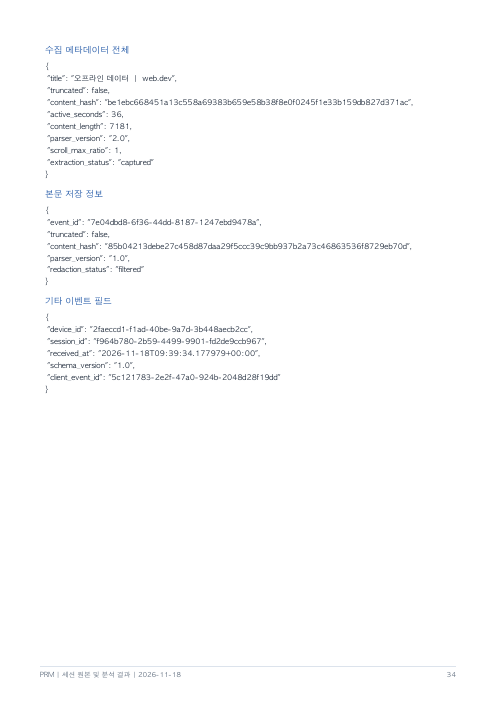 수집 메타데이터 전체
{
"title": "오프라인 데이터 | web.dev",
"truncated": false,
"content_hash": "be1ebc668451a13c558a69383b659e58b38f8e0f0245f1e33b159db827d371ac",
"active_seconds": 36,
"content_length": 7181,
"parser_version": "2.0",
"scroll_max_ratio": 1,
"extraction_status": "captured"
}
본문 저장 정보
{
"event_id": "7e04dbd8-6f36-44dd-8187-1247ebd9478a",
"truncated": false,
"content_hash": "85b04213debe27c458d87daa29f5ccc39c9bb937b2a73c46863536f8729eb70d",
"parser_version": "1.0",
"redaction_status": "filtered"
}
기타 이벤트 필드
{
"device_id": "2faeccd1-f1ad-40be-9a7d-3b448aecb2cc",
"session_id": "f964b780-2b59-4499-9901-fd2de9ccb967",
"received_at": "2026-11-18T09:39:34.177979+00:00",
"schema_version": "1.0",
"client_event_id": "5c121783-2e2f-47a0-924b-2048d28f19dd"
}
PRM | 세션 원본 및 분석 결과 | 2026-11-18
34